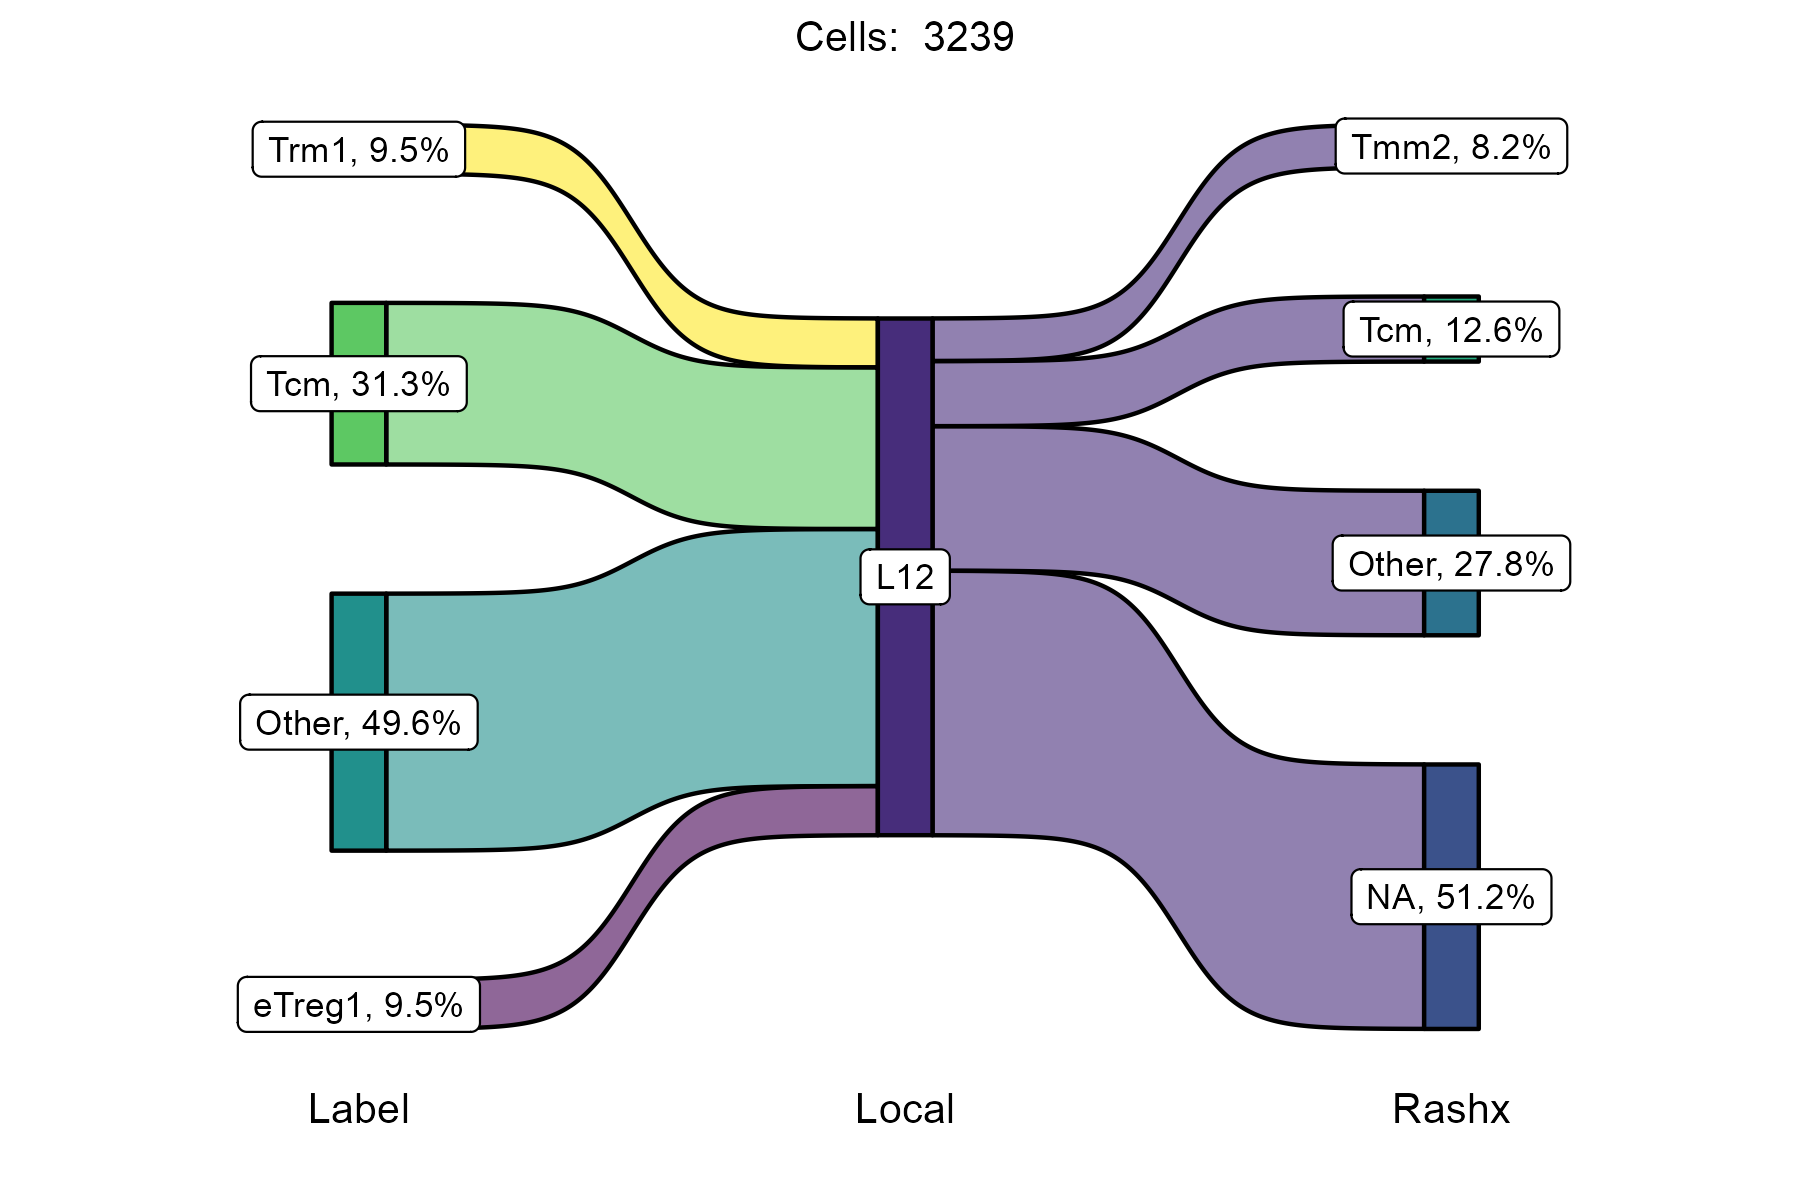 Cells:  3239
Trm1, 9.5%
Tcm, 31.3%
Other, 49.6%
eTreg1, 9.5%
L12
Tmm2, 8.2%
Tcm, 12.6%
Other, 27.8%
NA, 51.2%
Label
Local
Rashx